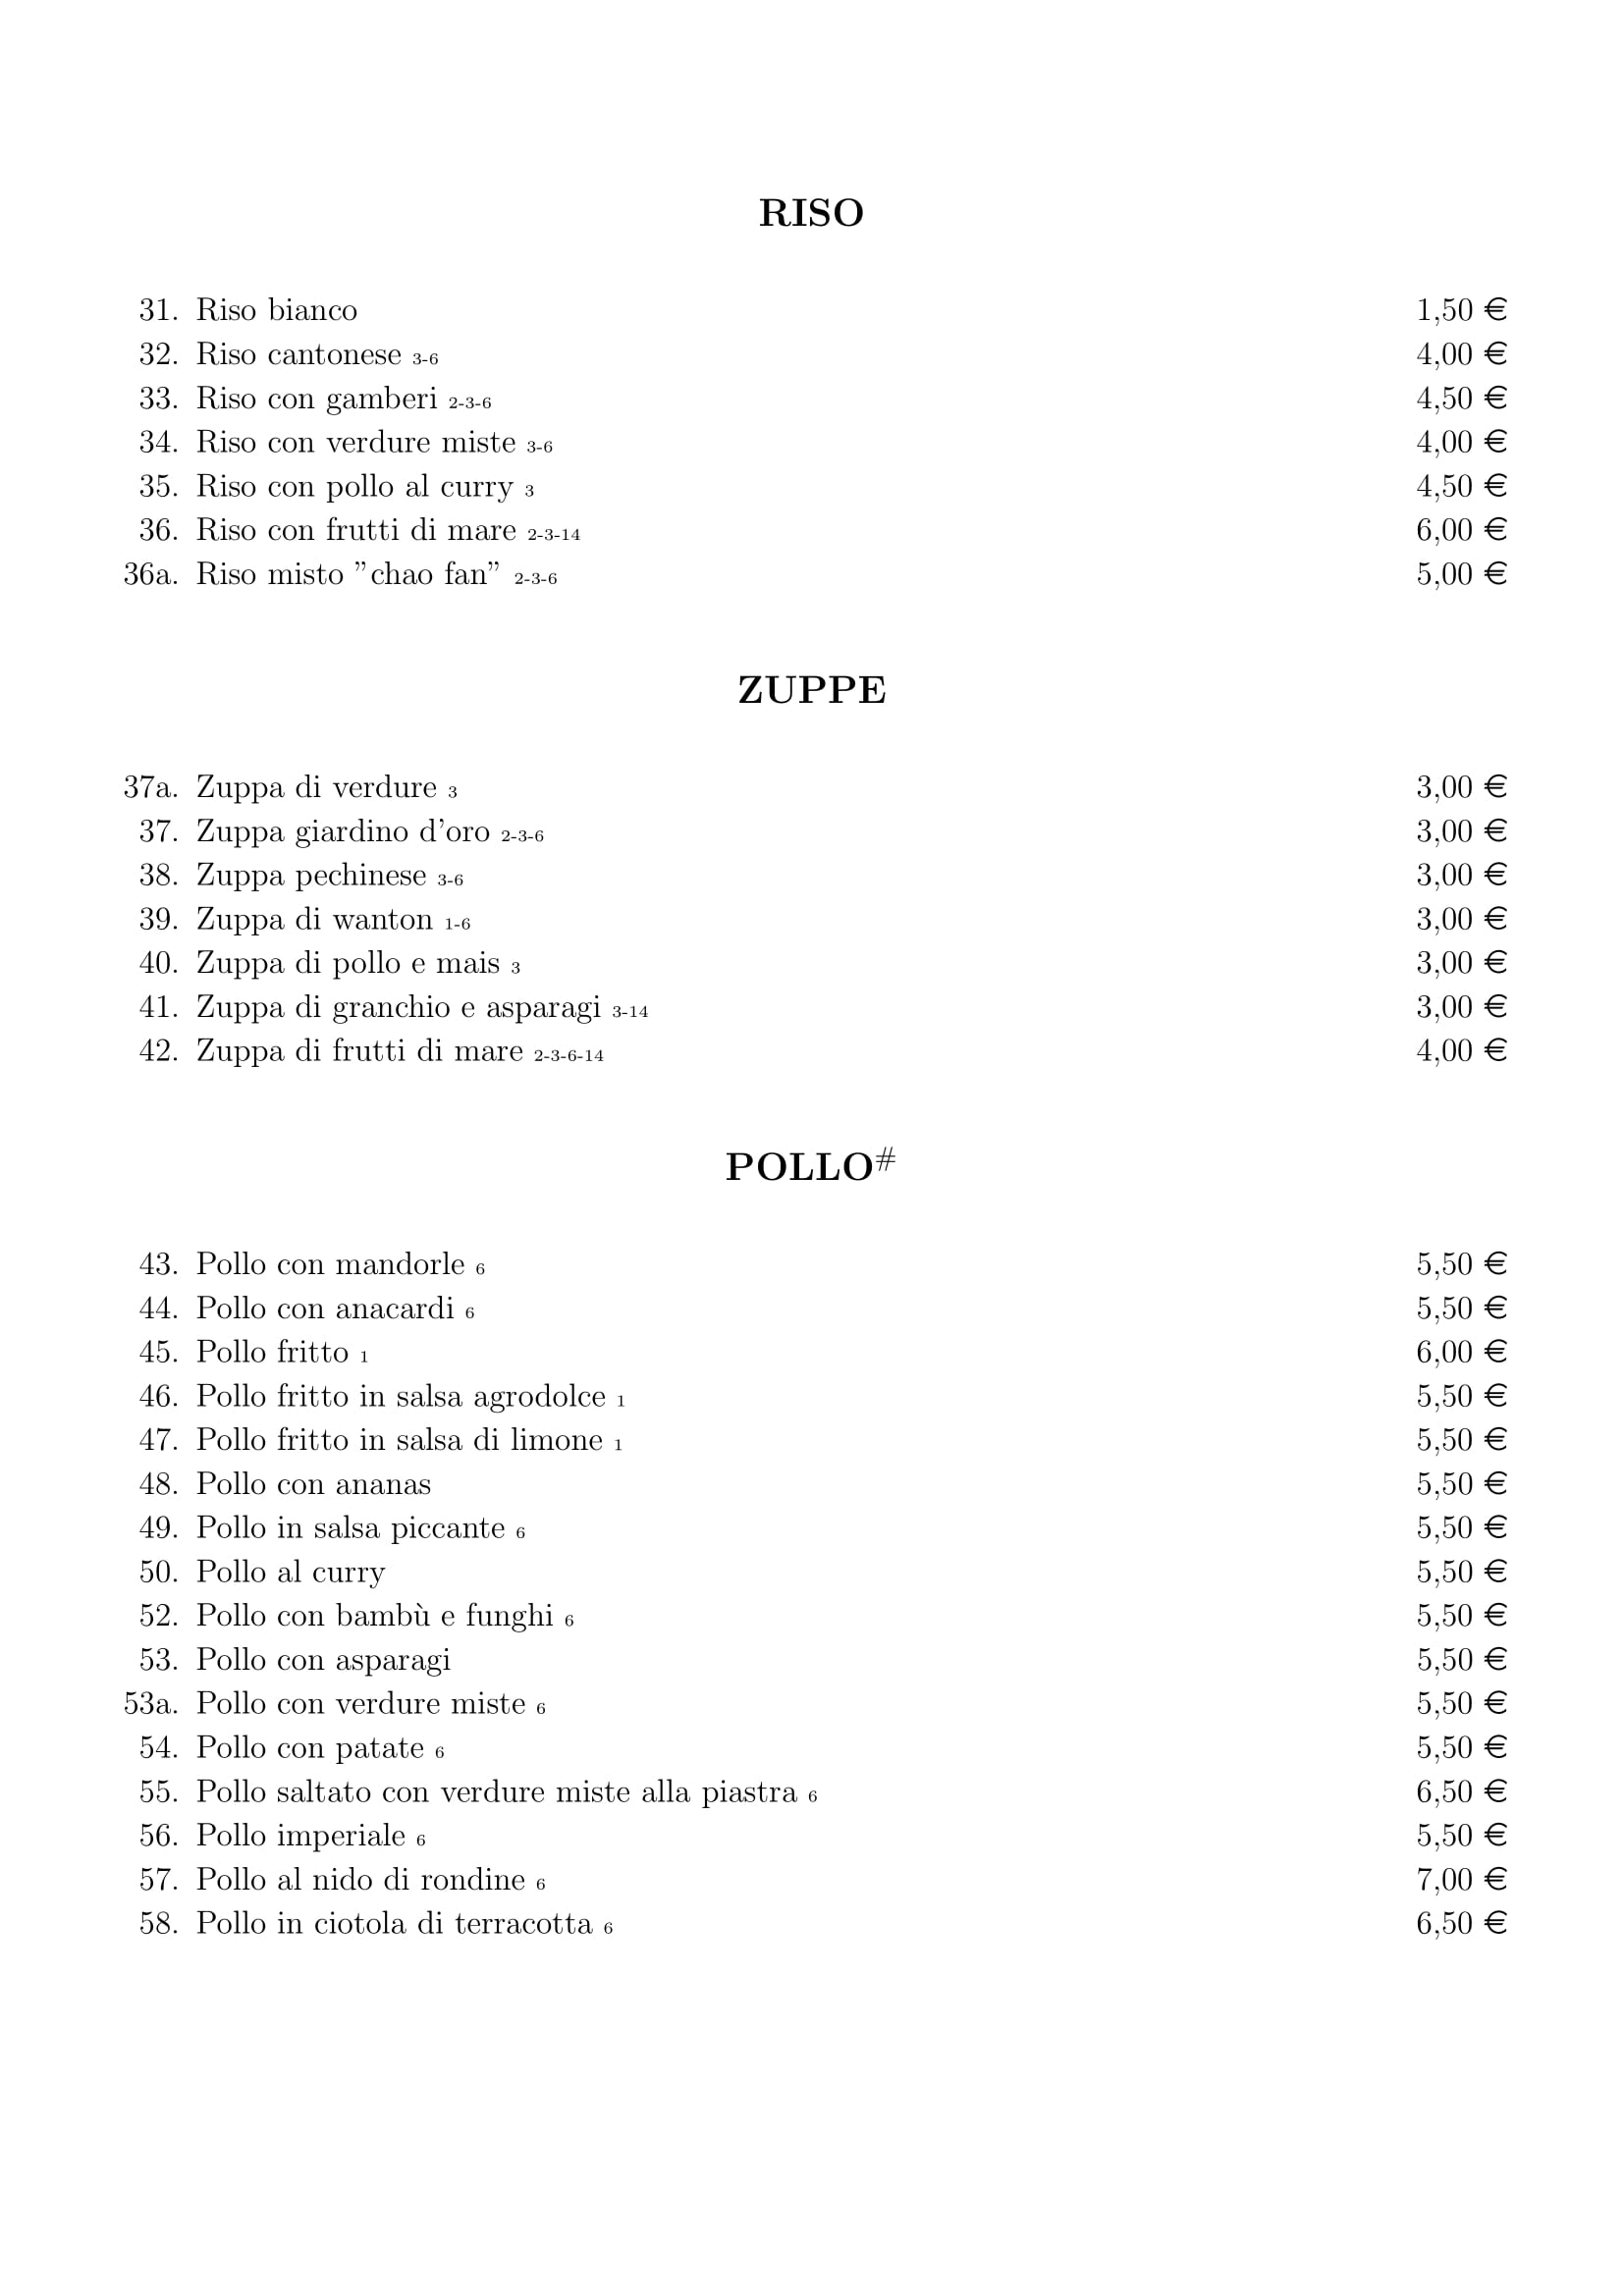 RISO
31. Riso bianco 1,50 €
32. Riso cantonese 3-6 4,00 €
33. Riso con gamberi 2-3-6 4,50 €
34. Riso con verdure miste 3-6 4,00 €
35. Riso con pollo al curry 3 4,50 €
36. Riso con frutti di mare 2-3-14 6,00 €
36a. Riso misto ”chao fan” 2-3-6 5,00 €
ZUPPE
37a. Zuppa di verdure 3 3,00 €
37. Zuppa giardino d’oro 2-3-6 3,00 €
38. Zuppa pechinese 3-6 3,00 €
39. Zuppa di wanton 1-6 3,00 €
40. Zuppa di pollo e mais 3 3,00 €
41. Zuppa di granchio e asparagi 3-14 3,00 €
42. Zuppa di frutti di mare 2-3-6-14 4,00 €
POLLO#
43. Pollo con mandorle 6 5,50 €
44. Pollo con anacardi 6 5,50 €
45. Pollo fritto 1 6,00 €
46. Pollo fritto in salsa agrodolce 1 5,50 €
47. Pollo fritto in salsa di limone 1 5,50 €
48. Pollo con ananas 5,50 €
49. Pollo in salsa piccante 6 5,50 €
50. Pollo al curry 5,50 €
52. Pollo con bambù e funghi 6 5,50 €
53. Pollo con asparagi 5,50 €
53a. Pollo con verdure miste 6 5,50 €
54. Pollo con patate 6 5,50 €
55. Pollo saltato con verdure miste alla piastra 6 6,50 €
56. Pollo imperiale 6 5,50 €
57. Pollo al nido di rondine 6 7,00 €
58. Pollo in ciotola di terracotta 6 6,50 €